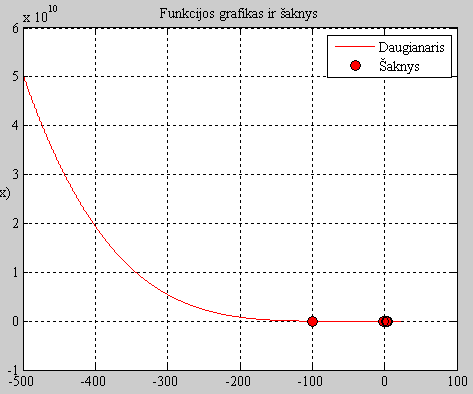 x 10^10
Funkcijos grafikas ir šaknys
6
Daugianaris
Šaknys
5
4
3
x)
2
1
0
-1
-500 -400 -300 -200 -100 0 100